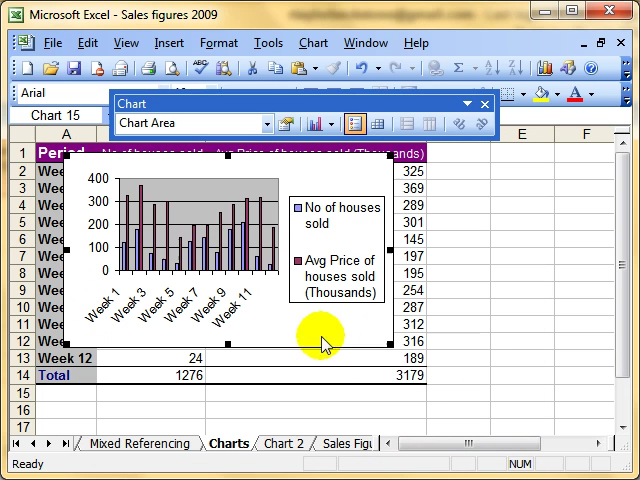 Microsoft Excel - Sales figures 2009
File Edit View Insert Format Tools Chart Window Help
Arial
Chart 15
Chart
Chart Area
A E F
1 Period No of houses sold Avg Price of houses sold (Thousands)
2 Wee 325
3 Wee 369
4 Wee 289
5 Wee 301
6 Wee 145
7 Wee 197
8 Wee 195
9 Wee 254
10 Wee 287
11 Wee 312
12 Wee 316
13 Week 12 24 189
14 Total 1276 3179
15
16
17
400
300
200
100
0
Week 1 Week 3 Week 5 Week 7 Week 9 Week 11
No of houses
sold
Avg Price of
houses sold
(Thousands)
Mixed Referencing Charts Chart 2 Sales Figu
Ready NUM